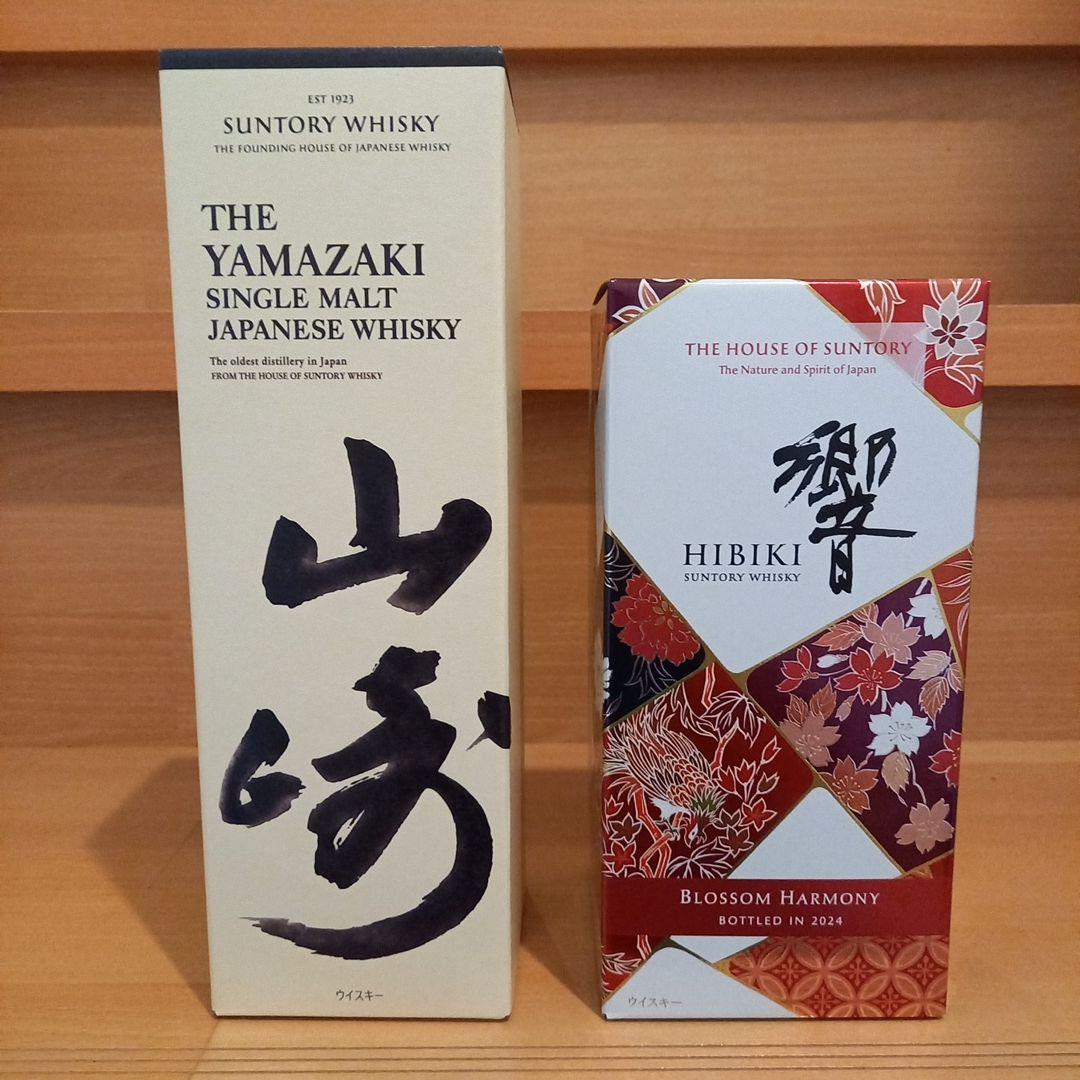 EST 1923
SUNTORY WHISKY
THE FOUNDING HOUSE OF JAPANESE WHISKY
THE
YAMAZAKI
SINGLE MALT
JAPANESE WHISKY
The oldest distillery in Japan
FROM THE HOUSE OF SUNTORY WHISKY
山崎
ウイスキー
THE HOUSE OF SUNTORY
The Nature and Spirit of Japan
響
HIBIKI
SUNTORY WHISKY
BLOSSOM HARMONY
BOTTLED IN 2024
ウイスキー